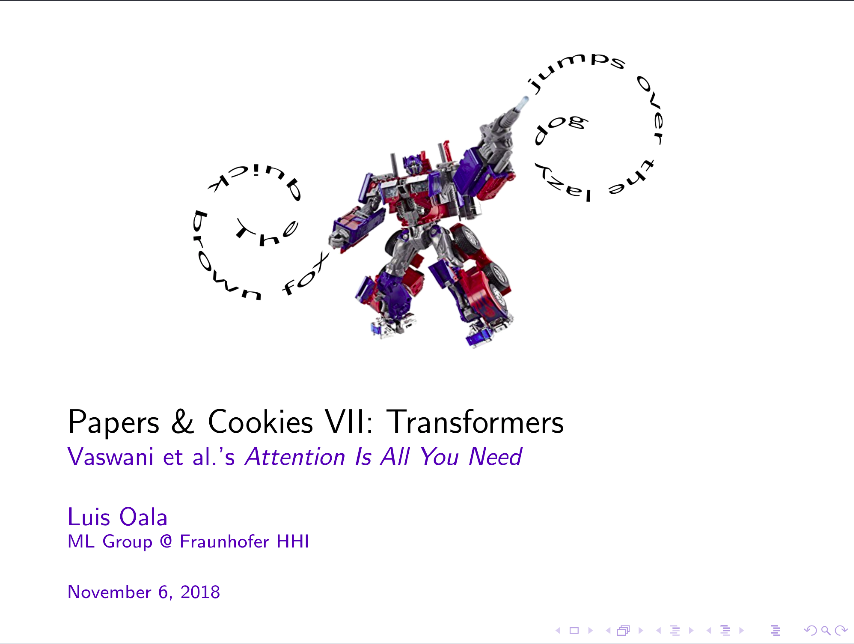 The quick brown fox
jumps over the lazy dog
Papers & Cookies VII: Transformers
Vaswani et al.'s Attention Is All You Need
Luis Oala
ML Group @ Fraunhofer HHI
November 6, 2018